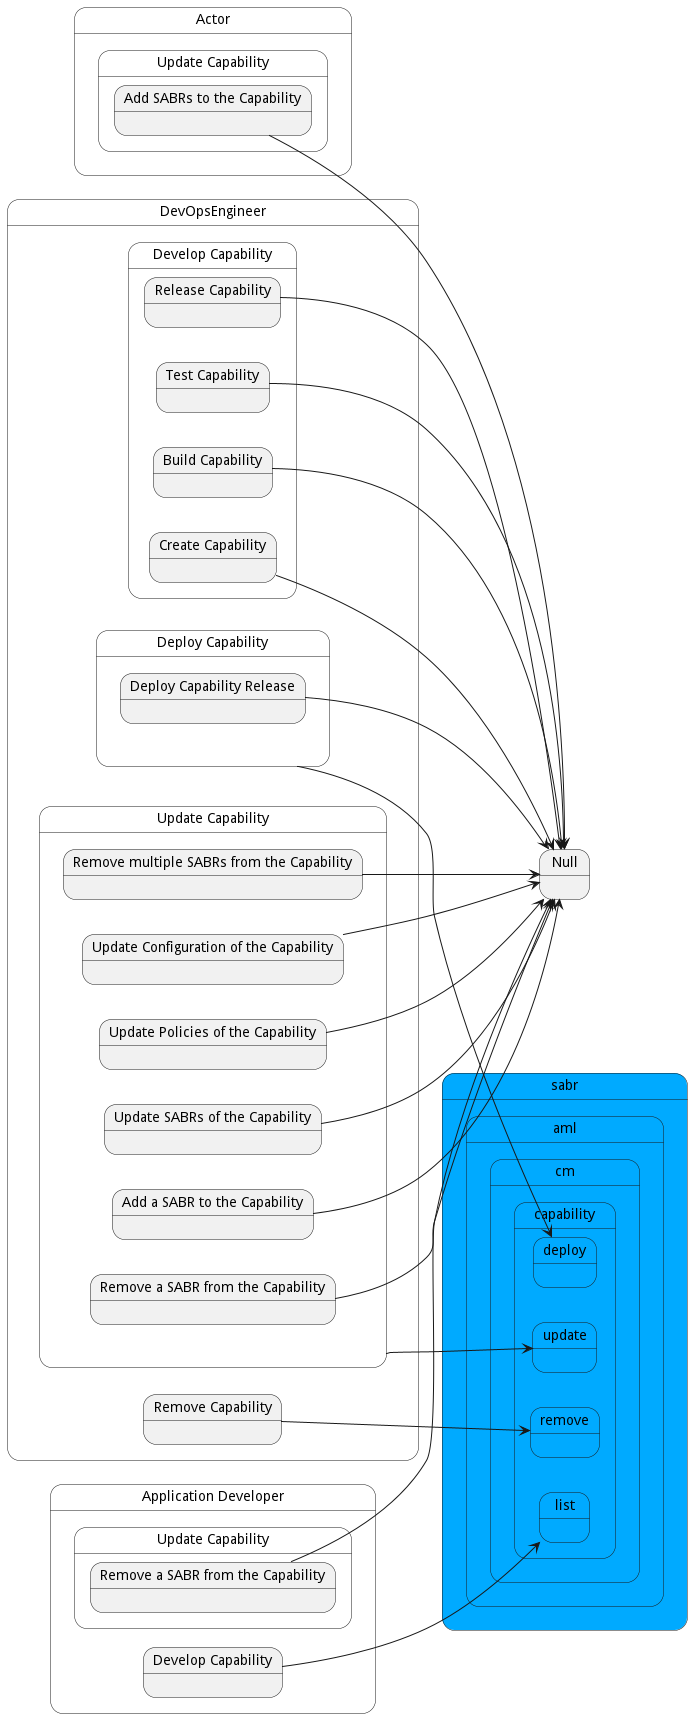 Actor
Update Capability
Add SABRs to the Capability
DevOpsEngineer
Develop Capability
Release Capability
Test Capability
Build Capability
Create Capability
Deploy Capability
Deploy Capability Release
Update Capability
Remove multiple SABRs from the Capability
Update Configuration of the Capability
Update Policies of the Capability
Update SABRs of the Capability
Add a SABR to the Capability
Remove a SABR from the Capability
Remove Capability
Application Developer
Update Capability
Remove a SABR from the Capability
Develop Capability
Null
sabr
aml
cm
capability
deploy
update
remove
list